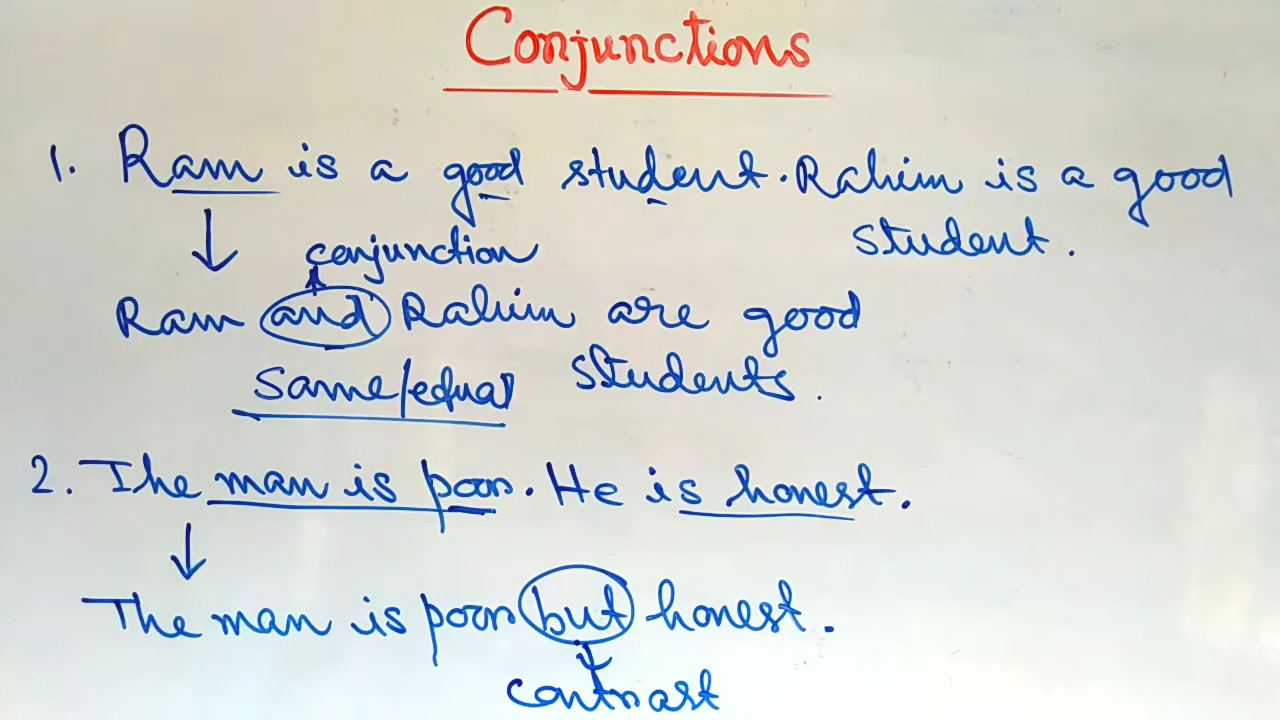 Conjunctions
1. Ram is a good student. Rahim is a good
student.
conjunction
Ram and Rahim are good
same/equal students.
2. The man is poor. He is honest.
The man is poor but honest.
contrast